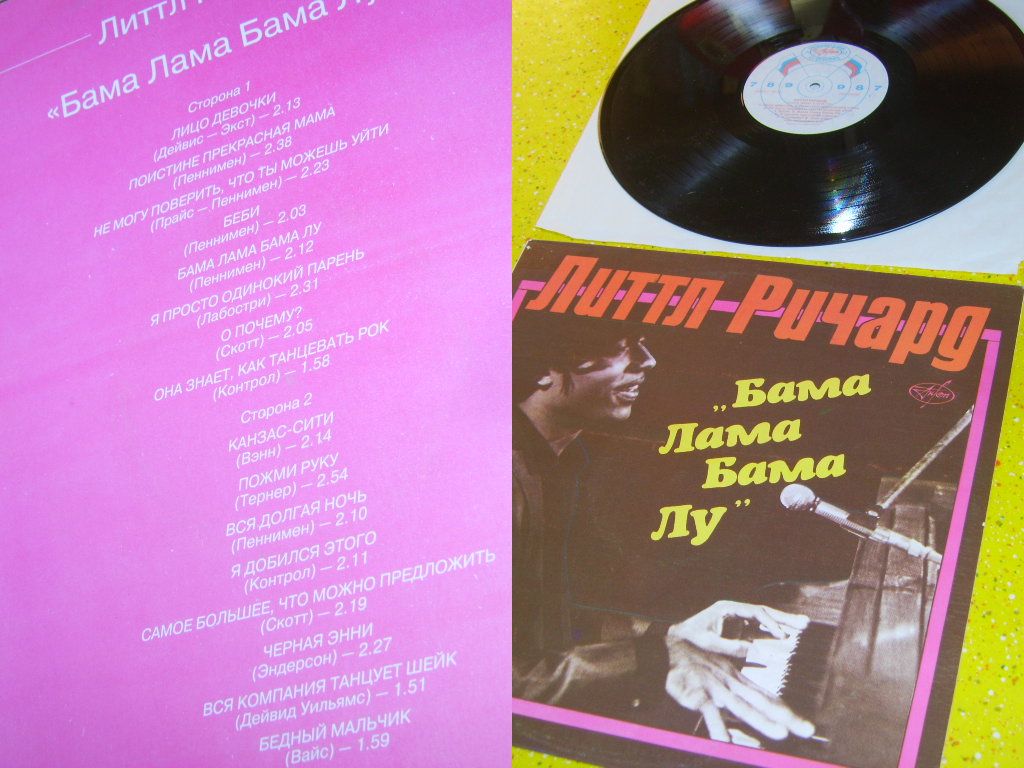 Литтл
«Бама Лама Бама Лу
Сторона 1
ЛИЦО ДЕВОЧКИ
(Дейвис — Экст) — 2.13
ПОИСТИНЕ ПРЕКРАСНАЯ МАМА
(Пеннимен) — 2.38
НЕ МОГУ ПОВЕРИТЬ, ЧТО ТЫ МОЖЕШЬ УЙТИ
(Прайс — Пеннимен) — 2.23
БЕБИ
(Пеннимен) — 2.03
БАМА ЛАМА БАМА ЛУ
(Пеннимен) — 2.12
Я ПРОСТО ОДИНОКИЙ ПАРЕНЬ
(Лабостри) — 2.31
О ПОЧЕМУ?
(Скотт) — 2.05
ОНА ЗНАЕТ, КАК ТАНЦЕВАТЬ РОК
(Контрол) — 1.58
Сторона 2
КАНЗАС-СИТИ
(Вэнн) — 2.14
ПОЖМИ РУКУ
(Тернер) — 2.54
ВСЯ ДОЛГАЯ НОЧЬ
(Пеннимен) — 2.10
Я ДОБИЛСЯ ЭТОГО
(Контрол) — 2.11
САМОЕ БОЛЬШЕЕ, ЧТО МОЖНО ПРЕДЛОЖИТЬ
(Скотт) — 2.19
ЧЕРНАЯ ЭННИ
(Эндерсон) — 2.27
ВСЯ КОМПАНИЯ ТАНЦУЕТ ШЕЙК
(Дейвид Уильямс) — 1.51
БЕДНЫЙ МАЛЬЧИК
(Вайс) — 1.59
7 8 9 9 8 7
Литтл Ричард
„Бама
Лама
Бама
Лу”